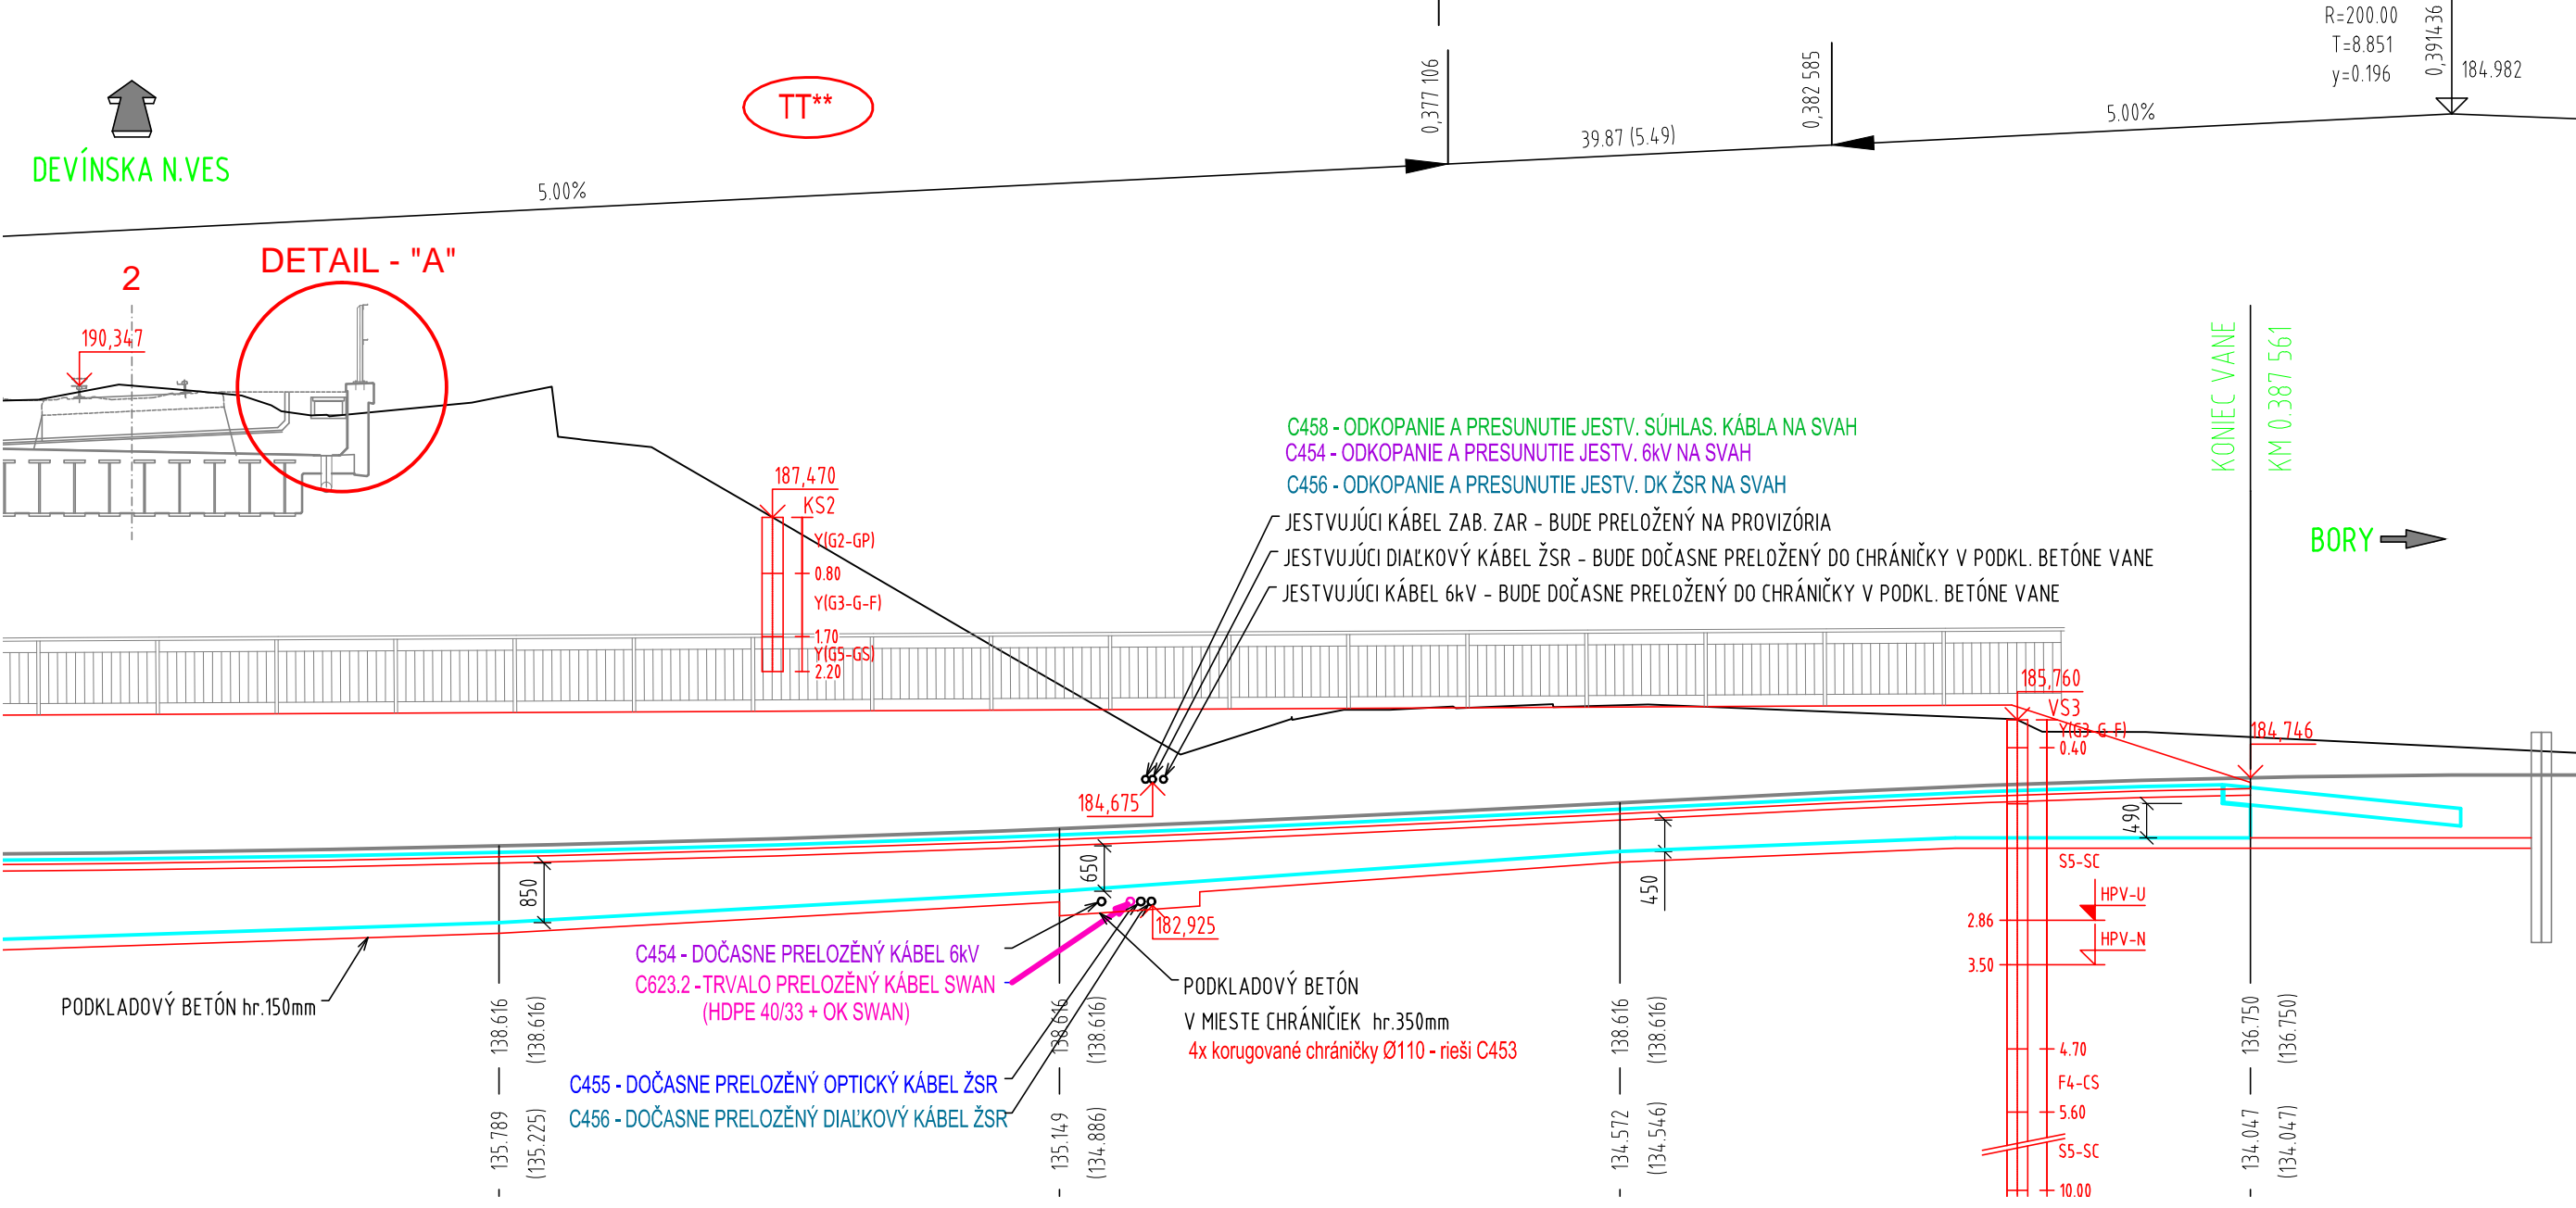 R=200.00
T=8.851
y=0.196
0,391436
184.982
0,377 106
0,382 585
39.87 (5.49)
5.00%
5.00%
TT**
DEVÍNSKA N.VES
2
DETAIL - "A"
190,347
187,470
KS2
Y(G2-GP)
0.80
Y(G3-G-F)
1.70
Y(G5-GS)
2.20
C458 - ODKOPANIE A PRESUNUTIE JESTV. SÚHLAS. KÁBLA NA SVAH
C454 - ODKOPANIE A PRESUNUTIE JESTV. 6kV NA SVAH
C456 - ODKOPANIE A PRESUNUTIE JESTV. DK ŽSR NA SVAH
JESTVUJÚCI KÁBEL ZAB. ZAR - BUDE PRELOŽENÝ NA PROVIZÓRIA
JESTVUJÚCI DIAĽKOVÝ KÁBEL ŽSR - BUDE DOČASNE PRELOŽENÝ DO CHRÁNIČKY V PODKL. BETÓNE VANE
JESTVUJÚCI KÁBEL 6kV - BUDE DOČASNE PRELOŽENÝ DO CHRÁNIČKY V PODKL. BETÓNE VANE
KONIEC VANE
KM 0.387 561
BORY
185,760
VS3
Y(G3-G-F)
0.40
184,746
184,675
490
850
650
450
S5-SC
HPV-U
2.86
HPV-N
3.50
4.70
F4-CS
5.60
S5-SC
10.00
182,925
C454 - DOČASNE PRELOZĚNÝ KÁBEL 6kV
C623.2 - TRVALO PRELOZĚNÝ KÁBEL SWAN
(HDPE 40/33 + OK SWAN)
PODKLADOVÝ BETÓN hr.150mm
PODKLADOVÝ BETÓN
V MIESTE CHRÁNIČIEK hr.350mm
4x korugované chráničky Ø110 - rieši C453
C455 - DOČASNE PRELOZĚNÝ OPTICKÝ KÁBEL ŽSR
C456 - DOČASNE PRELOZĚNÝ DIAĽKOVÝ KÁBEL ŽSR
138.616
(138.616)
135.789
(135.225)
138.616
(138.616)
135.149
(134.886)
138.616
(138.616)
134.572
(134.546)
136.750
(136.750)
134.047
(134.047)